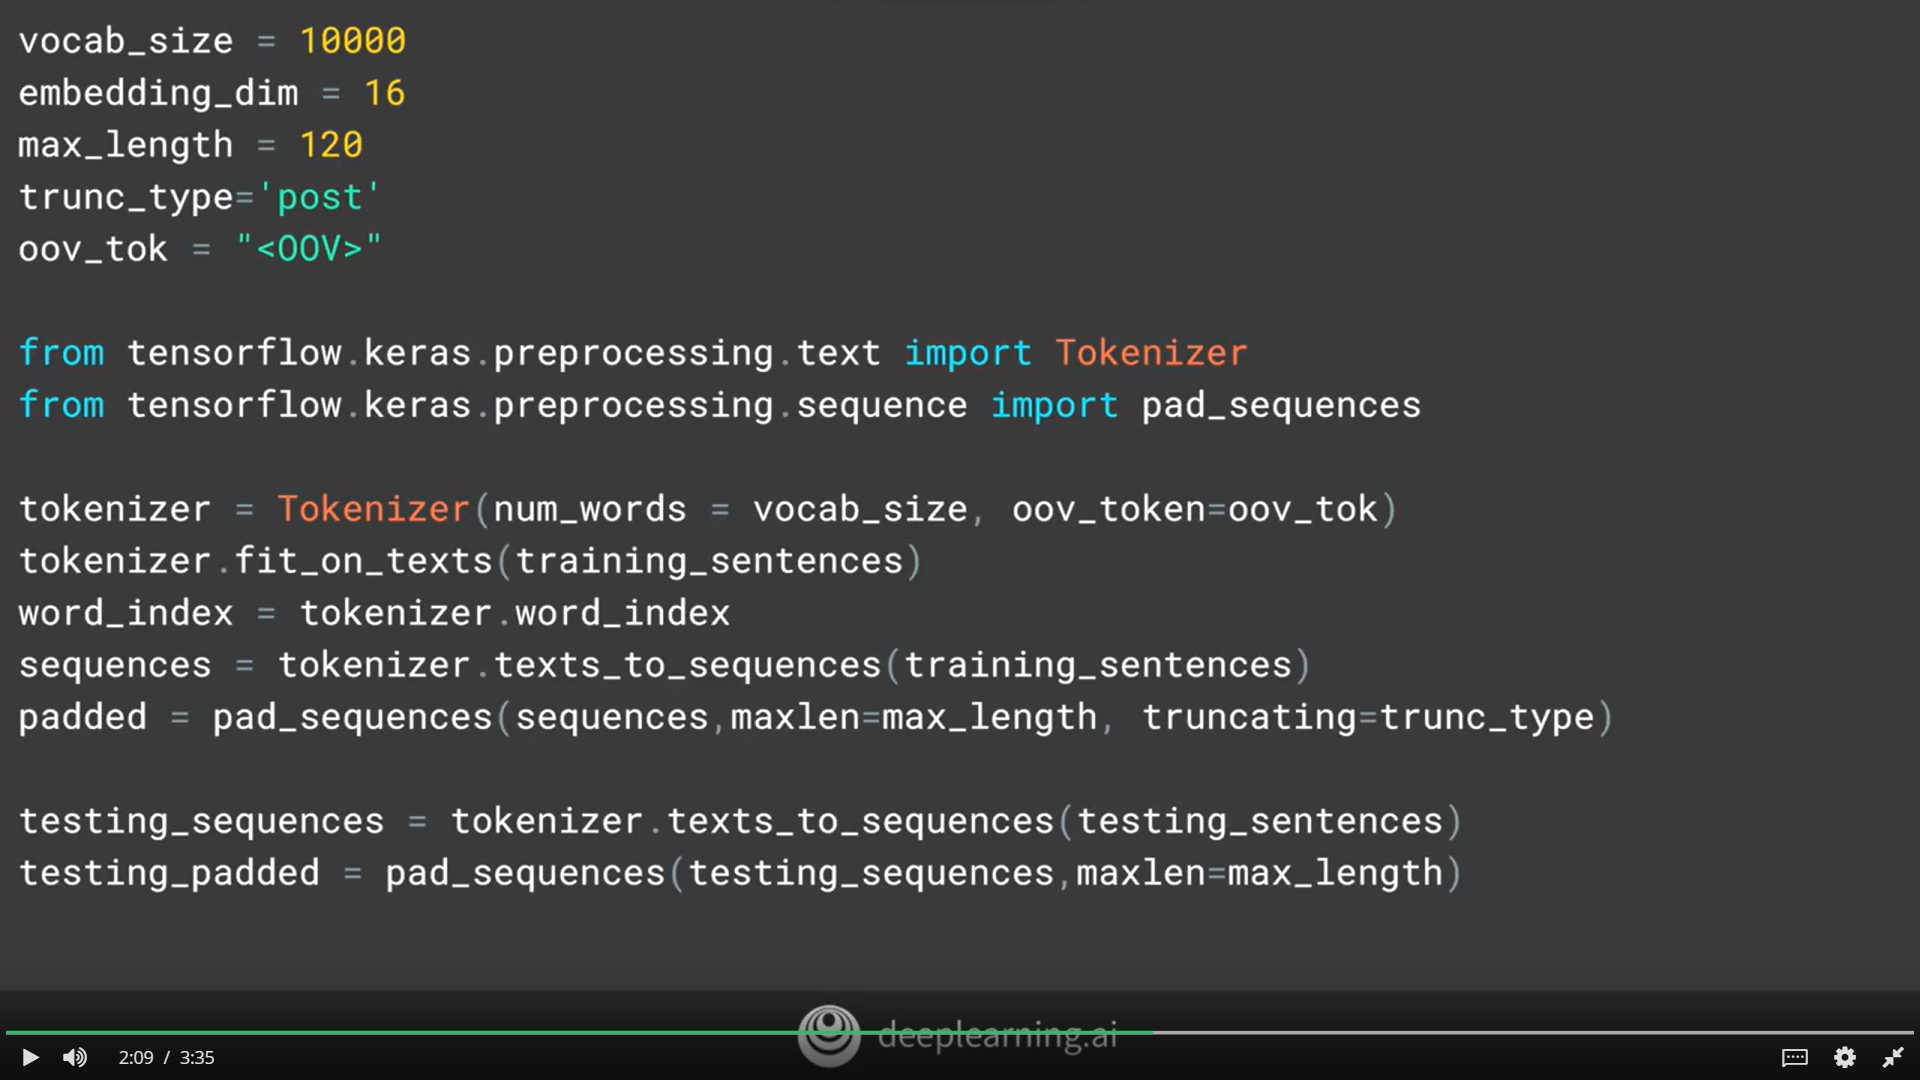 vocab_size = 10000
embedding_dim = 16
max_length = 120
trunc_type='post'
oov_tok = "<OOV>"
from tensorflow.keras.preprocessing.text import Tokenizer
from tensorflow.keras.preprocessing.sequence import pad_sequences
tokenizer = Tokenizer(num_words = vocab_size, oov_token=oov_tok)
tokenizer.fit_on_texts(training_sentences)
word_index = tokenizer.word_index
sequences = tokenizer.texts_to_sequences(training_sentences)
padded = pad_sequences(sequences,maxlen=max_length, truncating=trunc_type)
testing_sequences = tokenizer.texts_to_sequences(testing_sentences)
testing_padded = pad_sequences(testing_sequences,maxlen=max_length)
deeplearning.ai
2:09 / 3:35